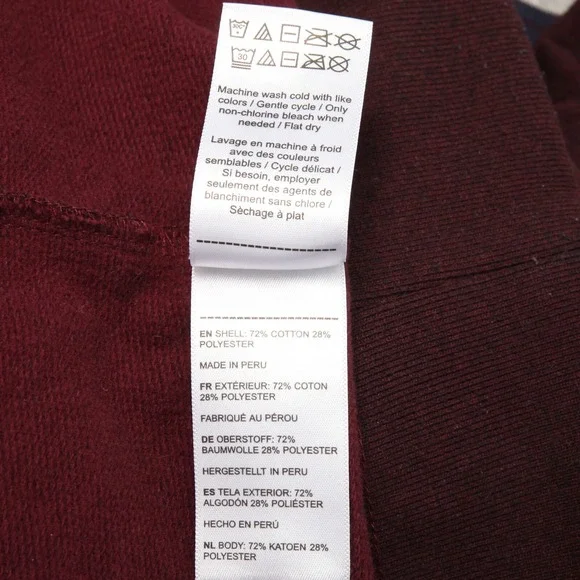 30
Machine wash cold with like
colors / Gentle cycle / Only
non-chlorine bleach when
needed / Flat dry
Lavage en machine à froid
avec des couleurs
semblables / Cycle délicat /
Si besoin, employer
seulement des agents de
blanchiment sans chlore /
Sèchage à plat
EN SHELL: 72% COTTON 28%
POLYESTER
MADE IN PERU
FR EXTÉRIEUR: 72% COTON
28% POLYESTER
FABRIQUÉ AU PÉROU
DE OBERSTOFF: 72%
BAUMWOLLE 28% POLYESTER
HERGESTELLT IN PERU
ES TELA EXTERIOR: 72%
ALGODÓN 28% POLIÉSTER
HECHO EN PERÚ
NL BODY: 72% KATOEN 28%
POLYESTER